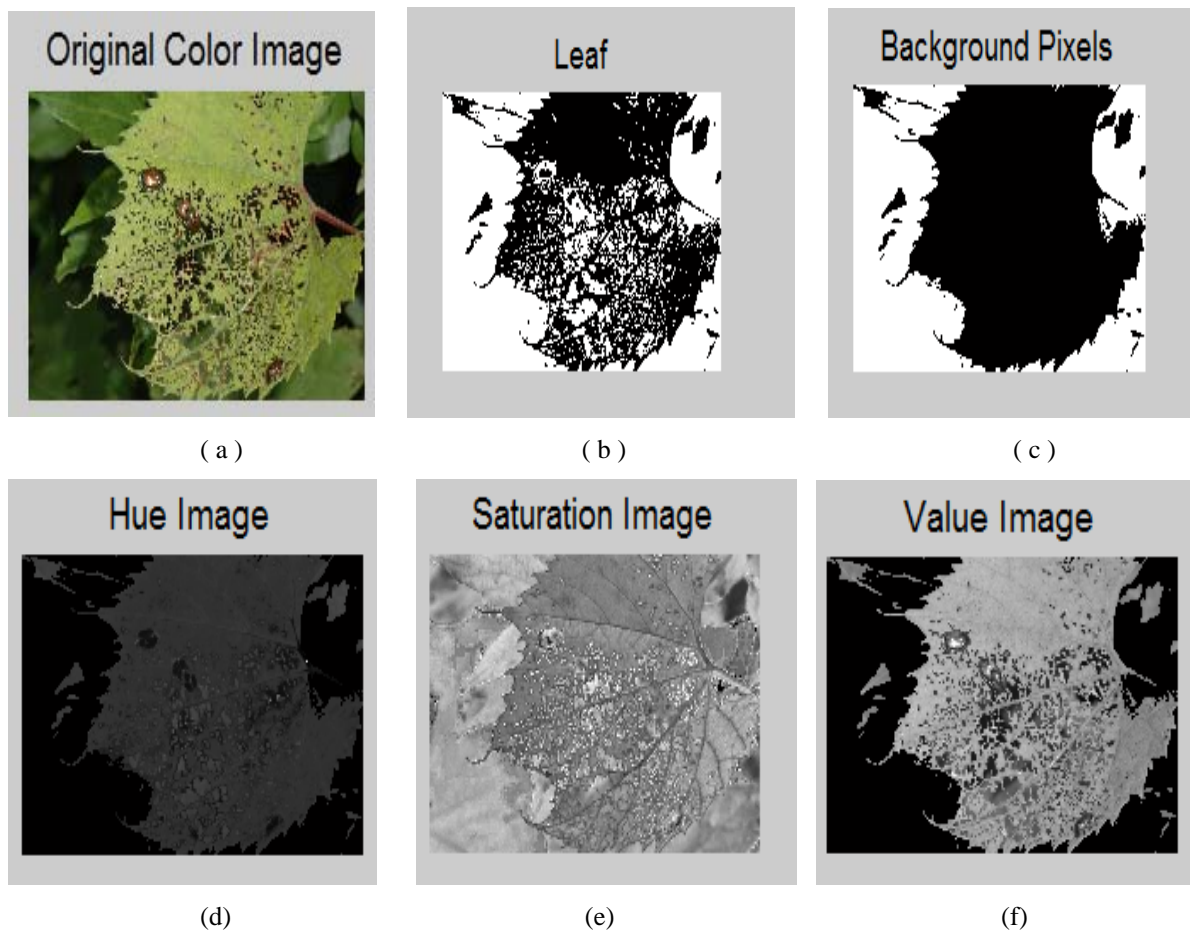 Original Color Image
Leaf
Background Pixels
( a )
( b )
( c )
Hue Image
Saturation Image
Value Image
(d)
(e)
(f)